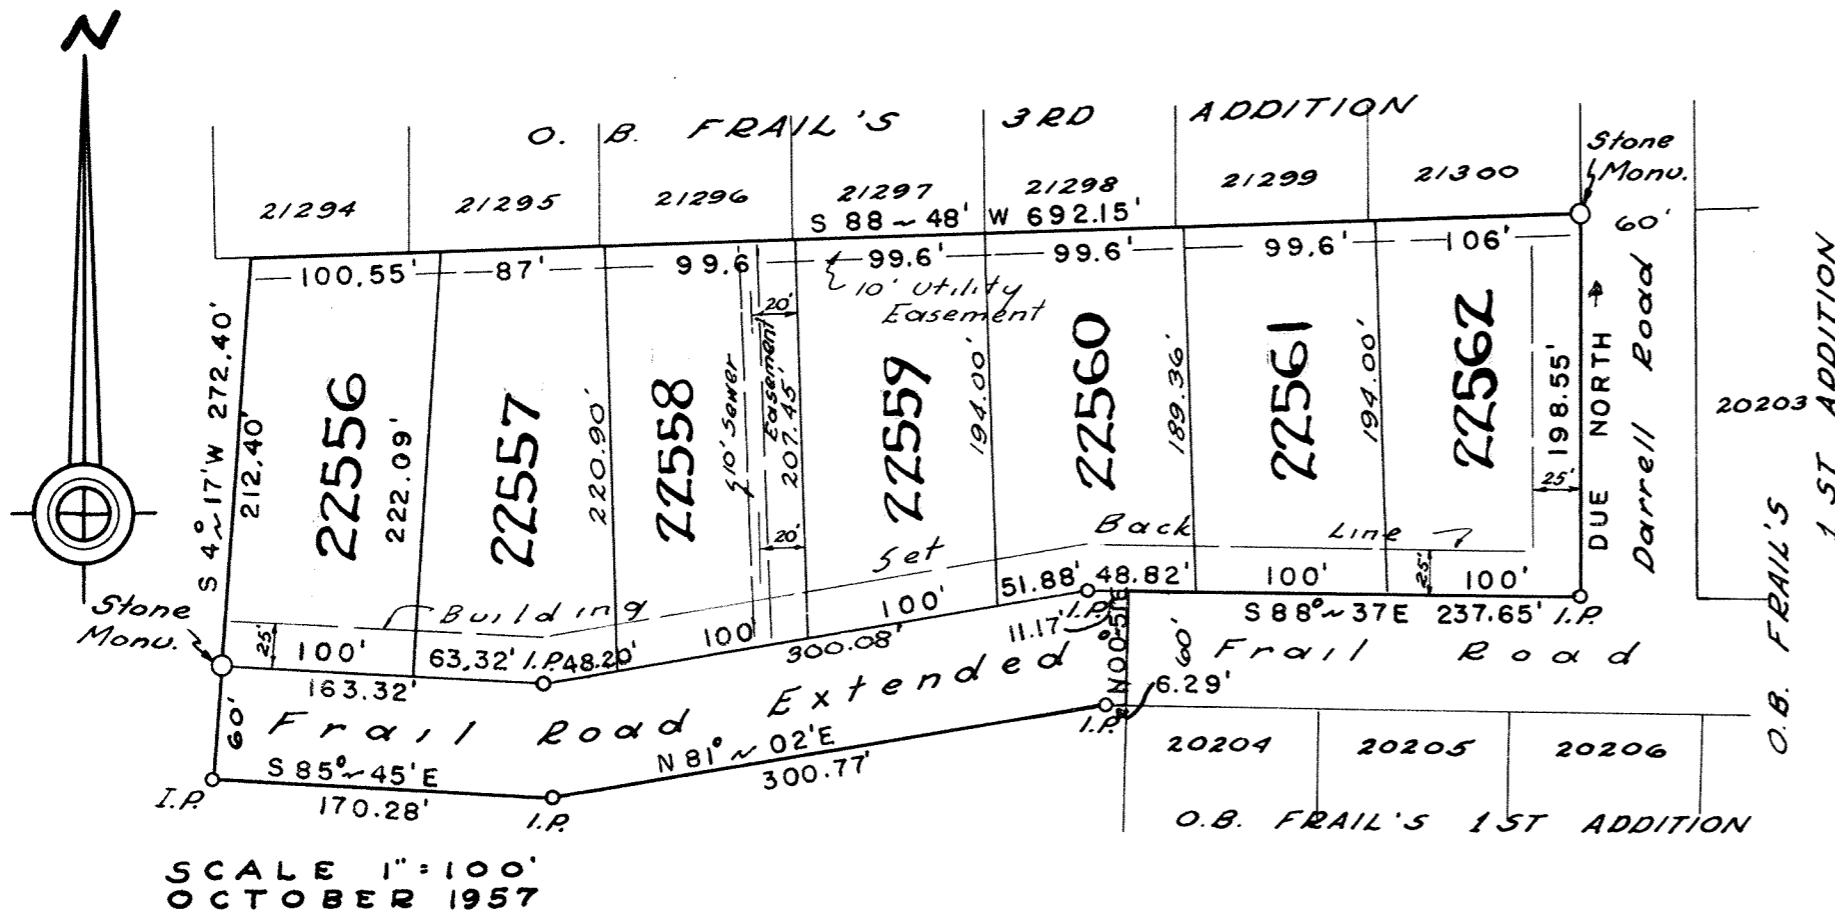 N
O. B. FRAIL'S 3RD ADDITION
Stone
Monu.
21294
21295
21296
21297
21298
21299
21300
S 88~48' W 692.15'
60'
100.55'
87'
99.6'
99.6'
99.6'
99.6'
106'
10' Utility
Easement
S 4°~17'W 272.40'
212.40'
22556
222.09'
22557
220.90'
22558
10' Sewer
Easement
20'
207.45'
20'
22559
194.00'
22560
189.36'
22561
194.00'
22562
198.55'
25'
DUE NORTH
Darrell Road
20203
O.B. FRAIL'S
1 ST ADDITION
Building Set Back Line
Stone
Monu.
25'
100'
63.32'
I.P.
48.20'
100'
100'
51.88'
48.82'
100'
25'
100'
163.32'
300.08'
I.P.
11.17'
S 88°~37E 237.65'
I.P.
60'
60'
6.29'
Frail Road Extended
Frail Road
I.P.
S 85°~45'E
170.28'
I.P.
N 81°~02'E
300.77'
I.P.
20204
20205
20206
O.B. FRAIL'S 1ST ADDITION
SCALE 1"=100'
OCTOBER 1957